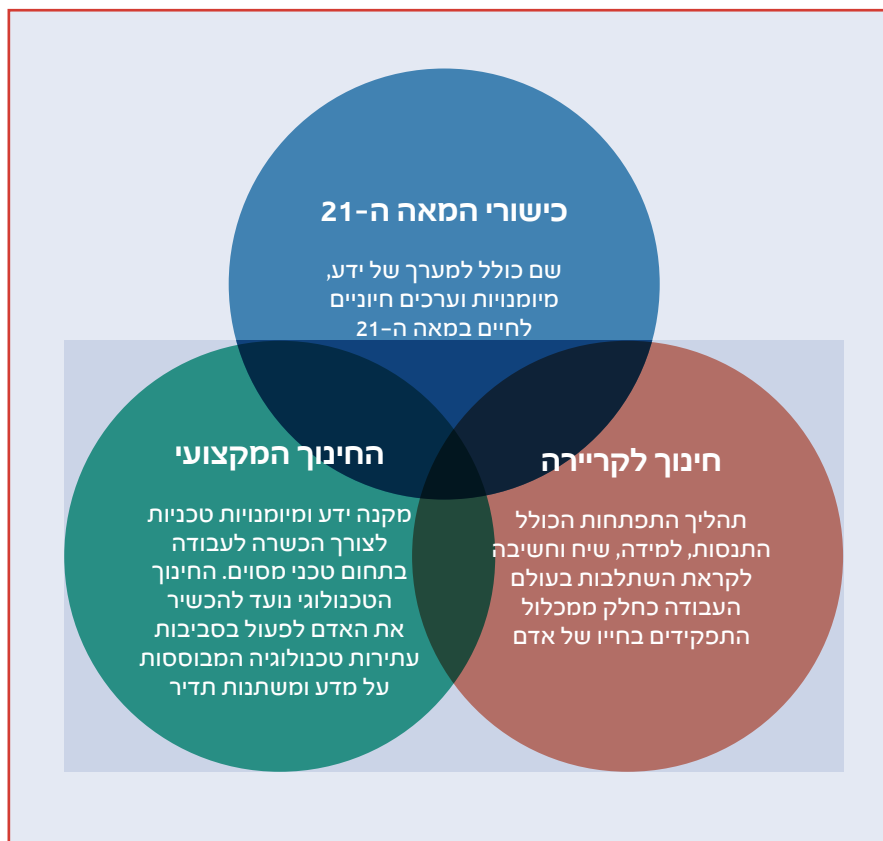 כישורי המאה ה-21
שם כולל למערך של ידע,
מיומנויות וערכים חיוניים
לחיים במאה ה-21
חינוך לקריירה
תהליך התפתחות הכולל
התנסות, למידה, שיח וחשיבה
לקראת השתלבות בעולם
העבודה כחלק ממכלול
התפקידים בחייו של אדם
החינוך המקצועי
מקנה ידע ומיומנויות טכניות
לצורך הכשרה לעבודה
בתחום טכני מסוים. החינוך
הטכנולוגי נועד להכשיר
את האדם לפעול בסביבות
עתירות טכנולוגיה המבוססות
על מדע ומשתנות תדיר